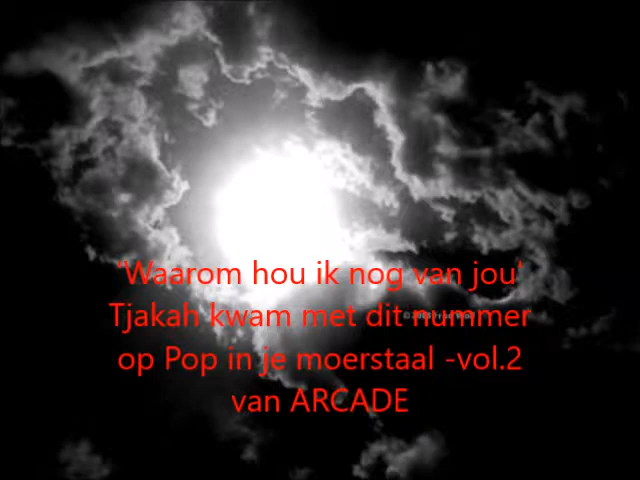 'Waarom hou ik nog van jou'
Tjakah kwam met dit nummer
op Pop in je moerstaal -vol.2
van ARCADE